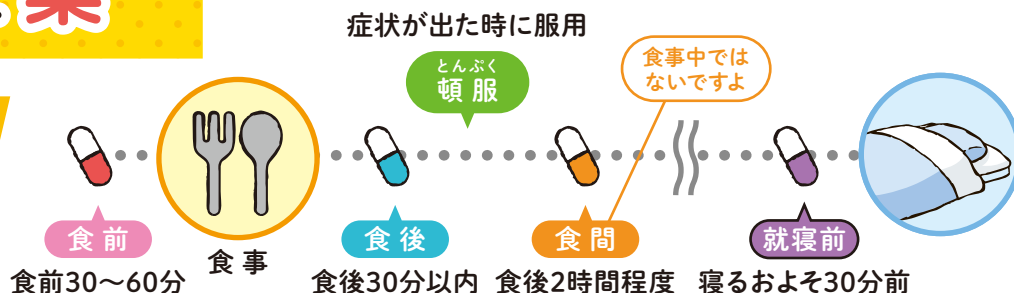 薬
症状が出た時に服用
とんぷく
頓服
食事中では
ないですよ
食前
食事
食後
食間
就寝前
食前30〜60分
食後30分以内
食後2時間程度
寝るおよそ30分前